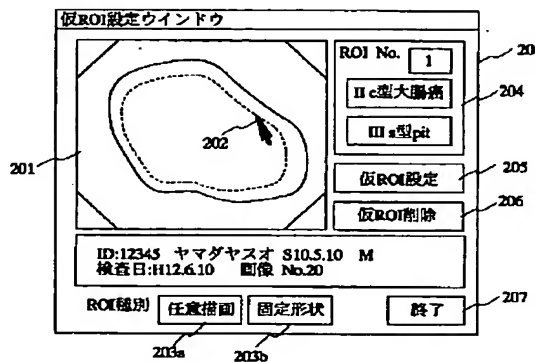 仮ROI設定ウインドウ
ROI No. 1
II c型大腸癌
III s型pit
仮ROI設定
仮ROI削除
ID:12345 ヤマダヤスオ S10.5.10 M
検査日:H12.6.10 画像 No.20
ROI種別 任意描画 固定形状 終了
201
202
203a
203b
204
205
206
207